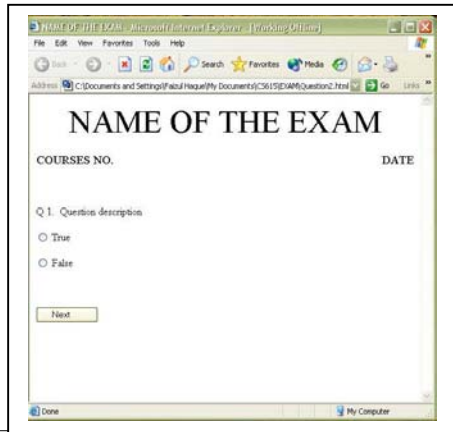 NAME OF THE EXAM - Microsoft Internet Explorer - [Working Offline]
File Edit View Favorites Tools Help
Back Search Favorites Media
Address C:\Documents and Settings\Faizul Haque\My Documents\CS615\EXAM\Question2.html Go Links »
NAME OF THE EXAM
COURSES NO. DATE
Q 1. Question description
True
False
Next
Done My Computer